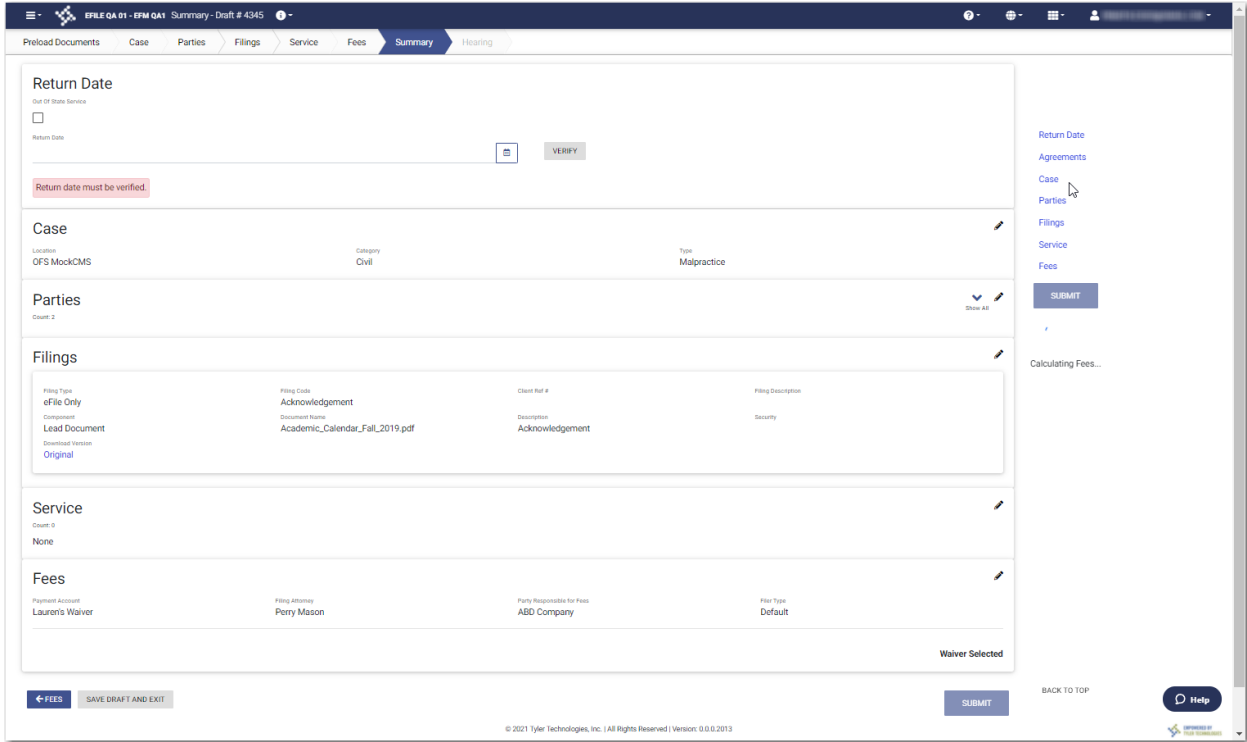 EFILE QA 01 - EFM QA1 Summary - Draft # 4345
Preload Documents Case Parties Filings Service Fees Summary Hearing
Return Date
Out Of State Service
Return Date
VERIFY
Return date must be verified.
Case
Location Category Type
OFS MockCMS Civil Malpractice
Parties
Count: 2
Show All
Filings
Filing Type Filing Code Client Ref # Filing Description
eFile Only Acknowledgement
Component Document Name Description Security
Lead Document Academic_Calendar_Fall_2019.pdf Acknowledgement
Download Version
Original
Service
Count: 0
None
Fees
Payment Account Filing Attorney Party Responsible for Fees Filer Type
Lauren's Waiver Perry Mason ABD Company Default
Waiver Selected
FEES SAVE DRAFT AND EXIT SUBMIT
Return Date
Agreements
Case
Parties
Filings
Service
Fees
SUBMIT
Calculating Fees...
BACK TO TOP
Help
© 2021 Tyler Technologies, Inc. | All Rights Reserved | Version: 0.0.0.2013
EMPOWERED BY
TYLER TECHNOLOGIES